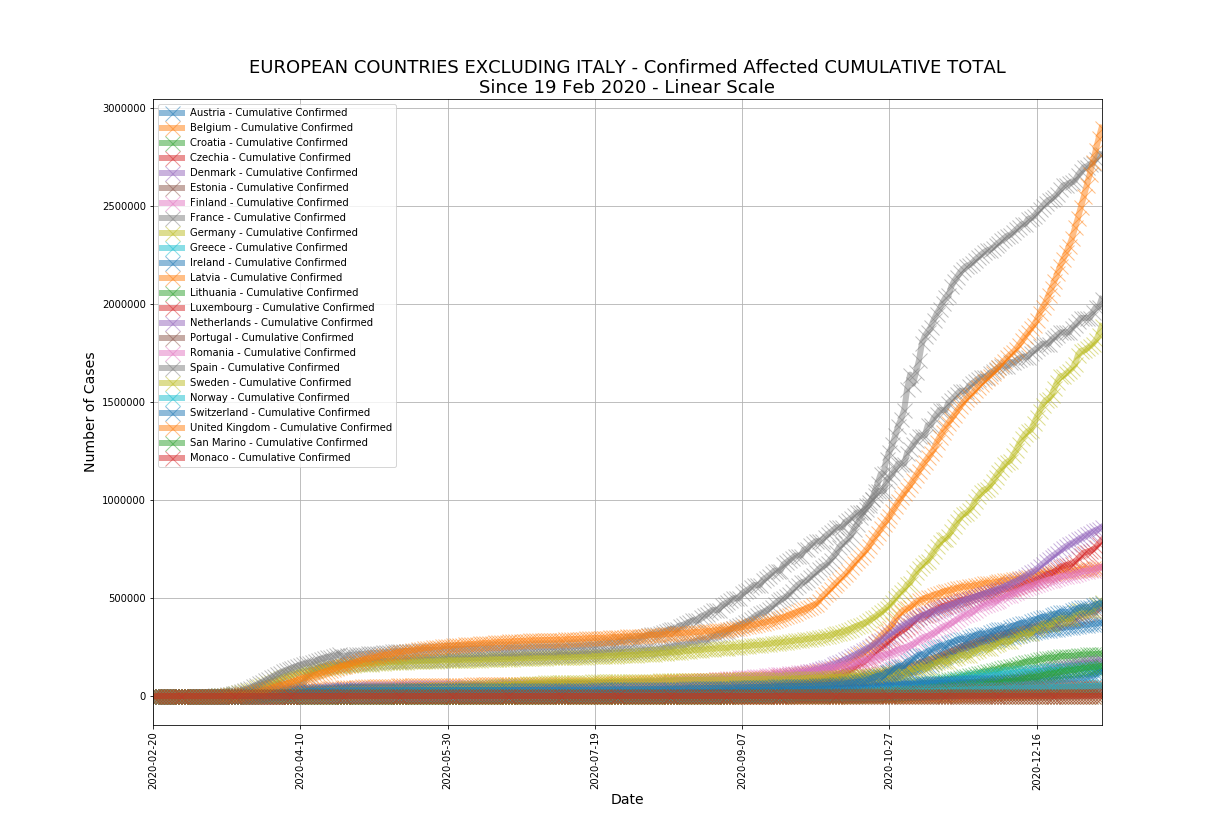 EUROPEAN COUNTRIES EXCLUDING ITALY - Confirmed Affected CUMULATIVE TOTAL
Since 19 Feb 2020 - Linear Scale
Number of Cases
3000000
2500000
2000000
1500000
1000000
500000
0
Austria - Cumulative Confirmed
Belgium - Cumulative Confirmed
Croatia - Cumulative Confirmed
Czechia - Cumulative Confirmed
Denmark - Cumulative Confirmed
Estonia - Cumulative Confirmed
Finland - Cumulative Confirmed
France - Cumulative Confirmed
Germany - Cumulative Confirmed
Greece - Cumulative Confirmed
Ireland - Cumulative Confirmed
Latvia - Cumulative Confirmed
Lithuania - Cumulative Confirmed
Luxembourg - Cumulative Confirmed
Netherlands - Cumulative Confirmed
Portugal - Cumulative Confirmed
Romania - Cumulative Confirmed
Spain - Cumulative Confirmed
Sweden - Cumulative Confirmed
Norway - Cumulative Confirmed
Switzerland - Cumulative Confirmed
United Kingdom - Cumulative Confirmed
San Marino - Cumulative Confirmed
Monaco - Cumulative Confirmed
2020-02-20
2020-04-10
2020-05-30
2020-07-19
2020-09-07
2020-10-27
2020-12-16
Date